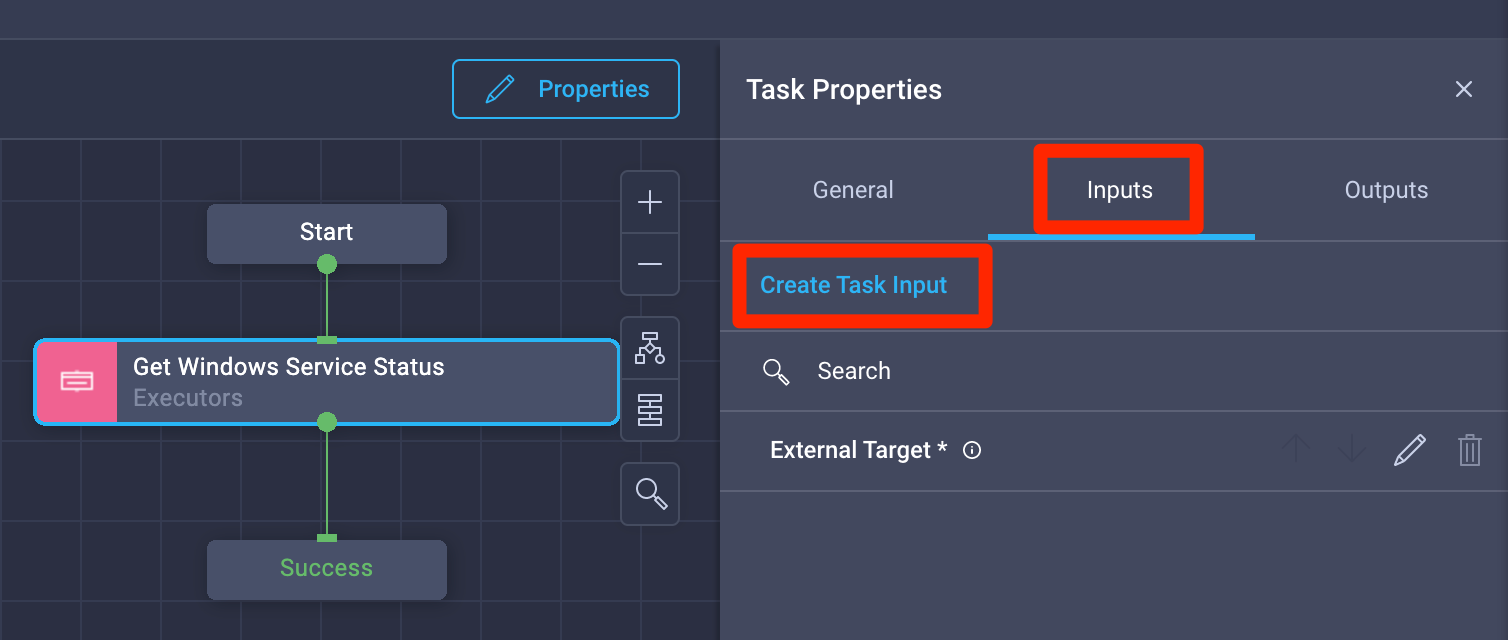 Properties
Task Properties
General
Inputs
Outputs
Start
Create Task Input
Get Windows Service Status
Executors
Search
External Target *
Success